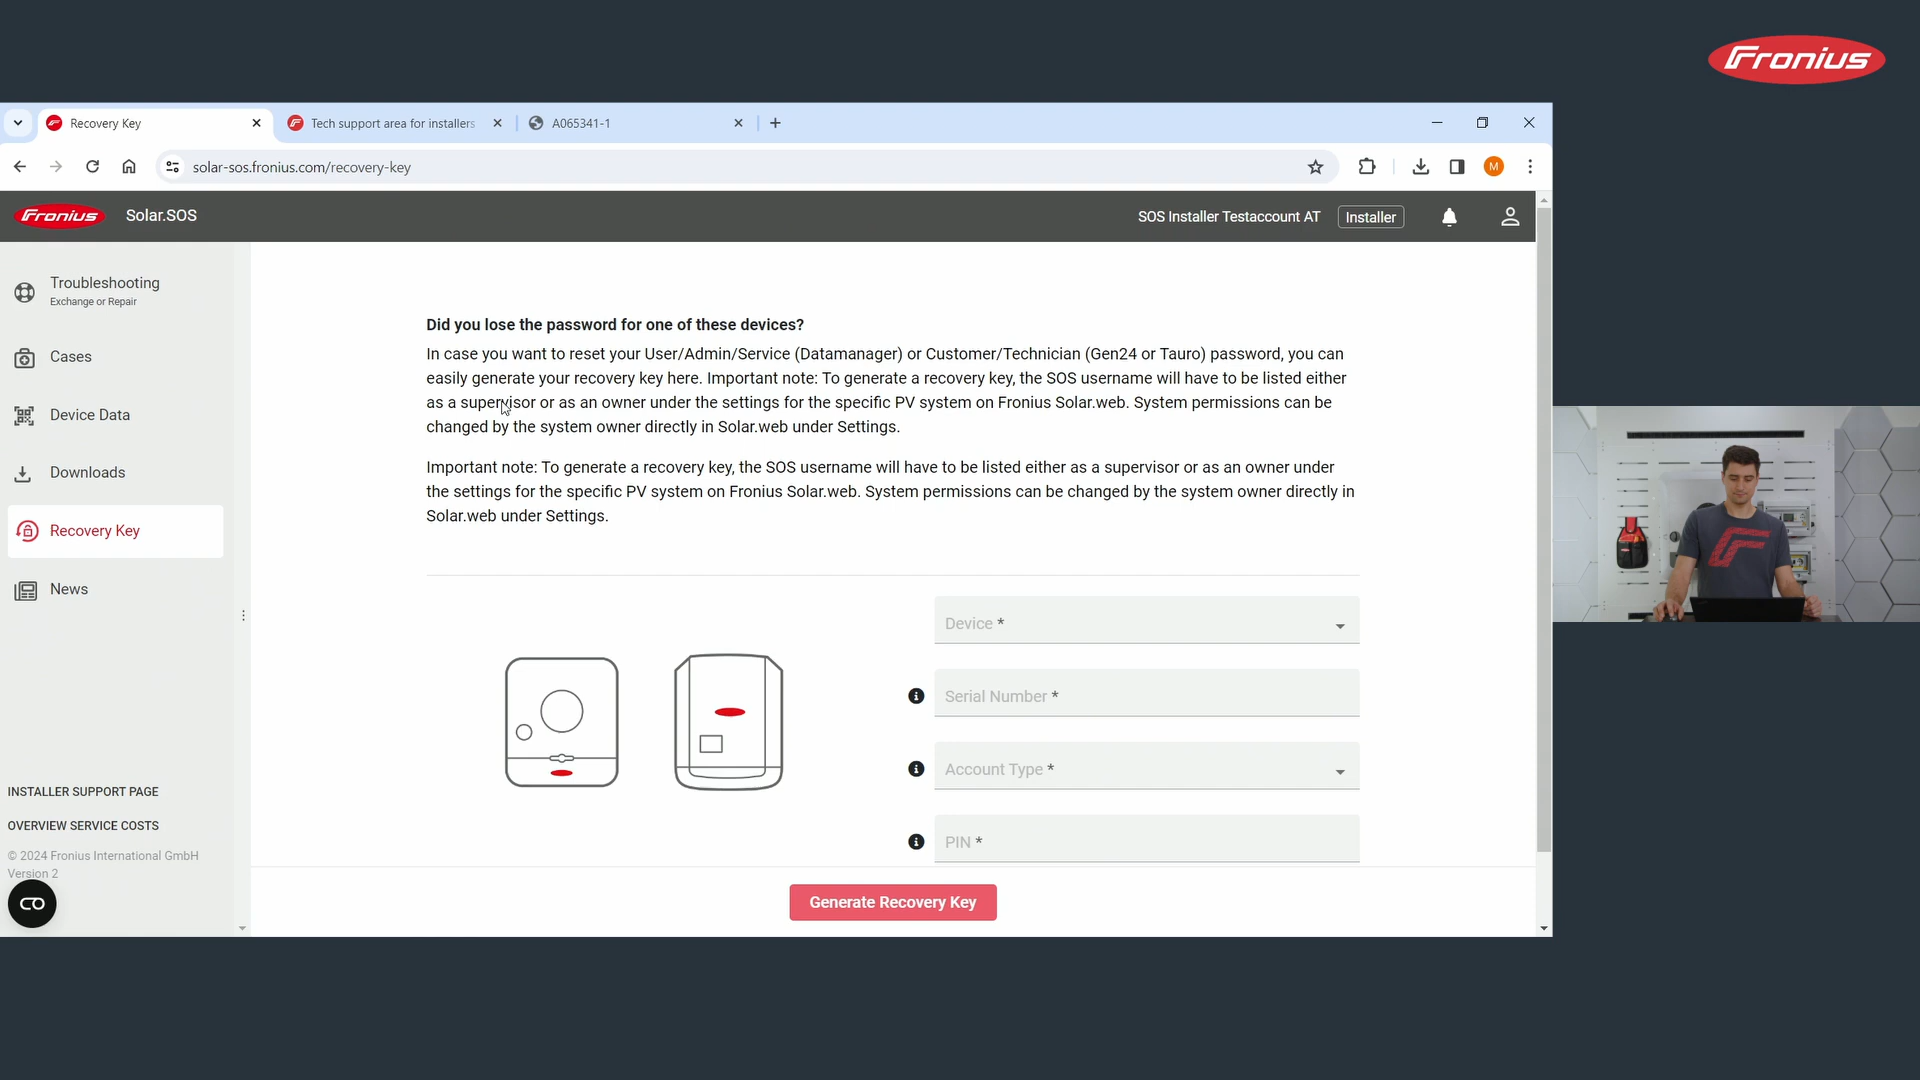 Fronius
Recovery Key
Tech support area for installers
A065341-1
solar-sos.fronius.com/recovery-key
M
Fronius
Solar.SOS
SOS Installer Testaccount AT
Installer
Troubleshooting
Exchange or Repair
Cases
Device Data
Downloads
Recovery Key
News
INSTALLER SUPPORT PAGE
OVERVIEW SERVICE COSTS
© 2024 Fronius International GmbH
Version 2
Did you lose the password for one of these devices?
In case you want to reset your User/Admin/Service (Datamanager) or Customer/Technician (Gen24 or Tauro) password, you can
easily generate your recovery key here. Important note: To generate a recovery key, the SOS username will have to be listed either
as a supervisor or as an owner under the settings for the specific PV system on Fronius Solar.web. System permissions can be
changed by the system owner directly in Solar.web under Settings.
Important note: To generate a recovery key, the SOS username will have to be listed either as a supervisor or as an owner under
the settings for the specific PV system on Fronius Solar.web. System permissions can be changed by the system owner directly in
Solar.web under Settings.
Device *
Serial Number *
Account Type *
PIN *
Generate Recovery Key